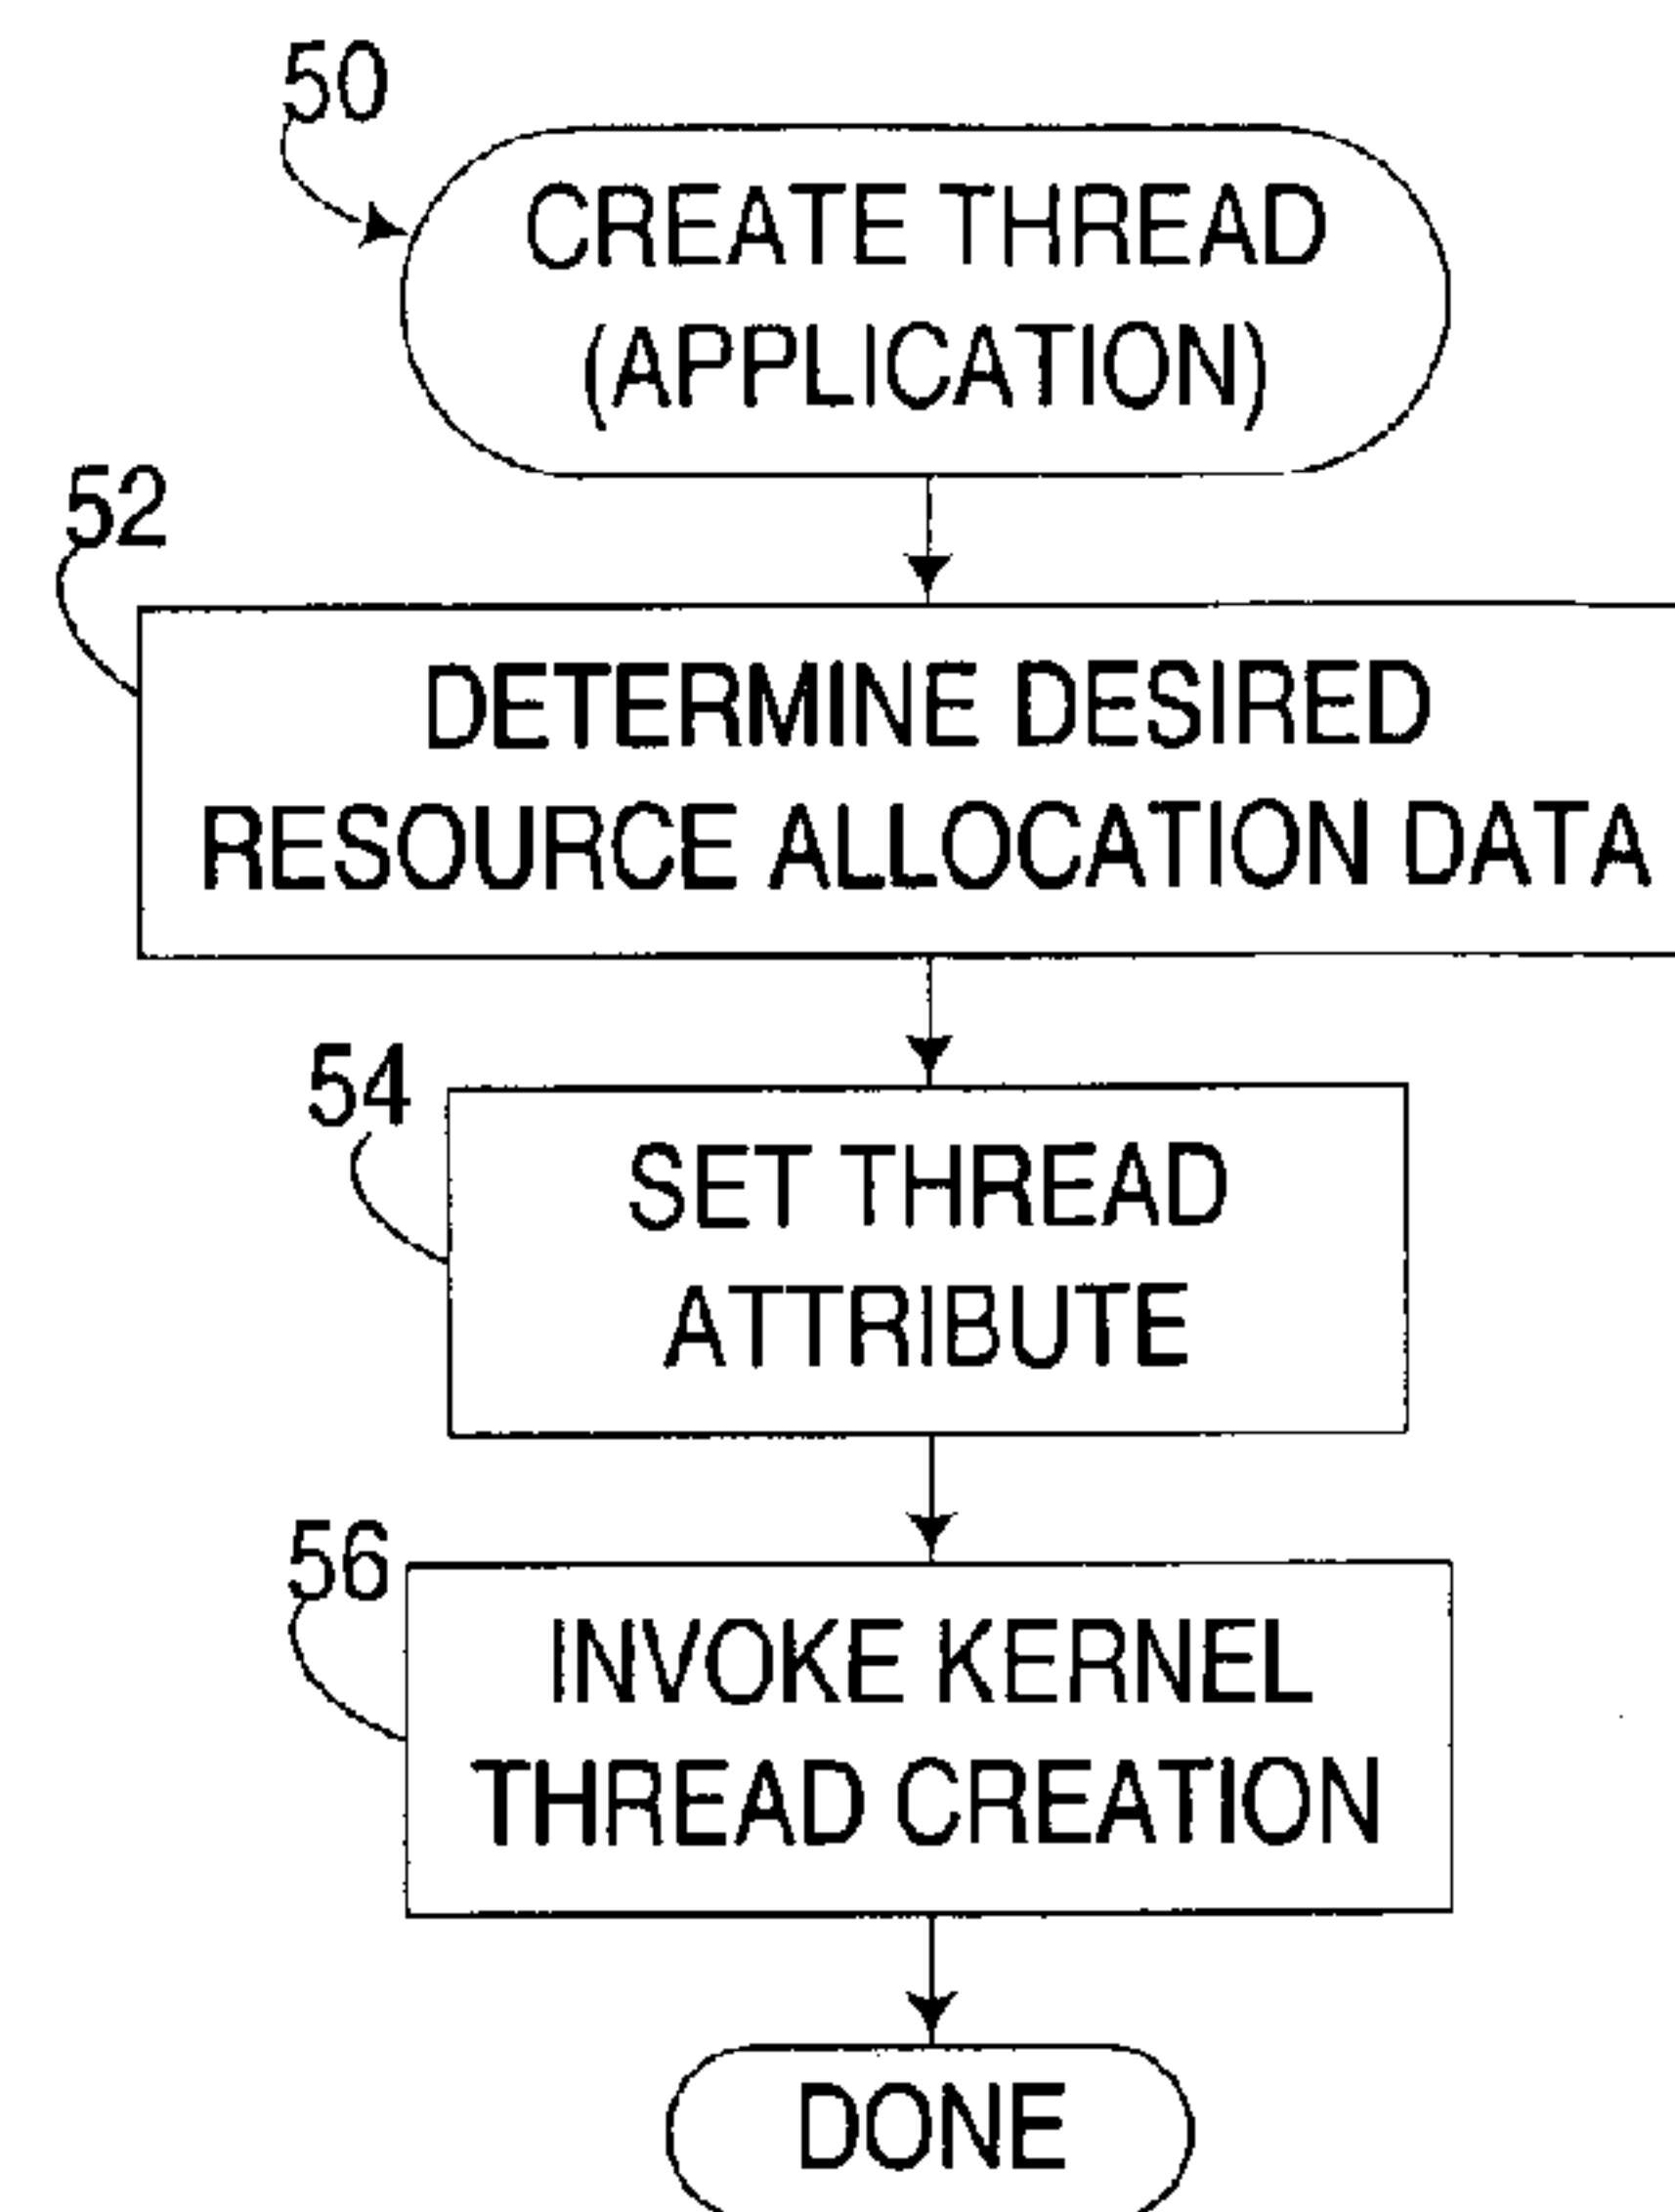 50
CREATE THREAD
(APPLICATION)
52
DETERMINE DESIRED
RESOURCE ALLOCATION DATA
54
SET THREAD
ATTRIBUTE
56
INVOKE KERNEL
THREAD CREATION
DONE